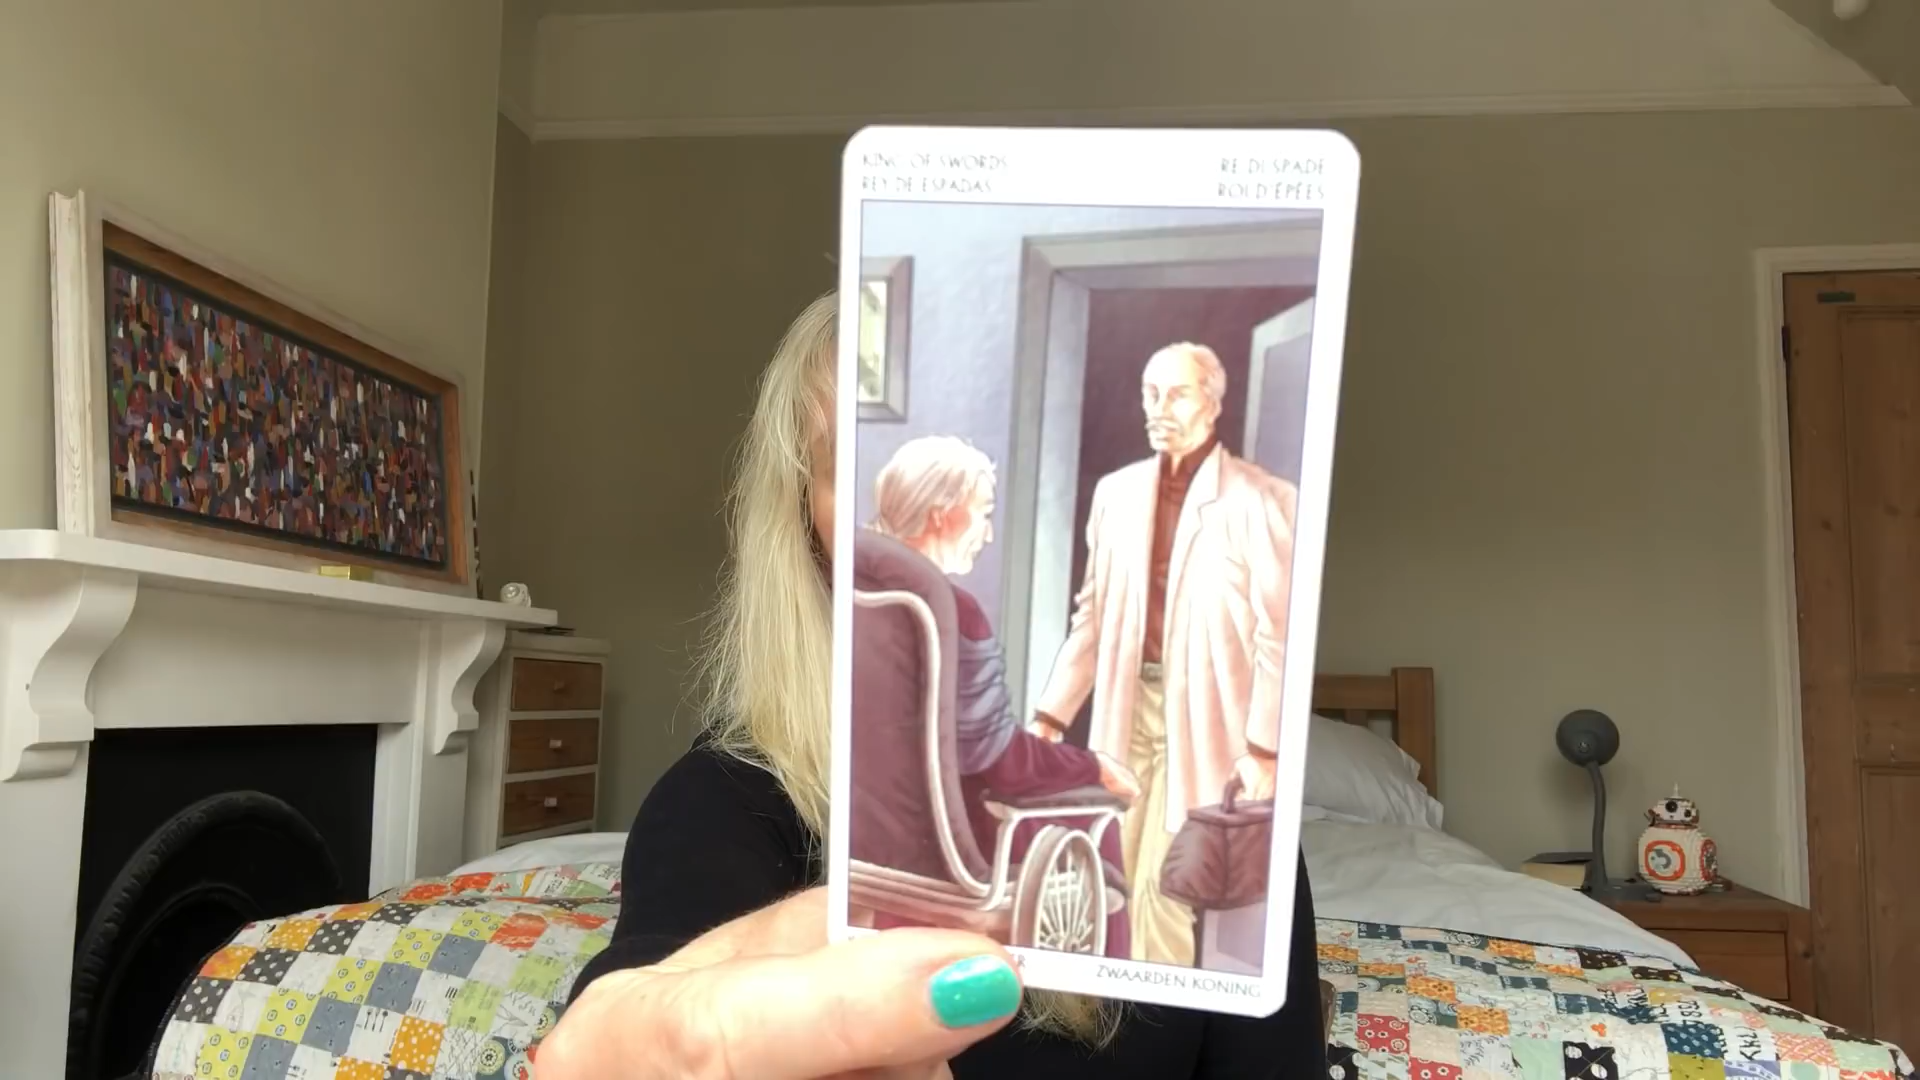 KING OF SWORDS
REY DE ESPADAS
RE DI SPADE
ROI D'ÉPÉES
ZWAARDEN KONING